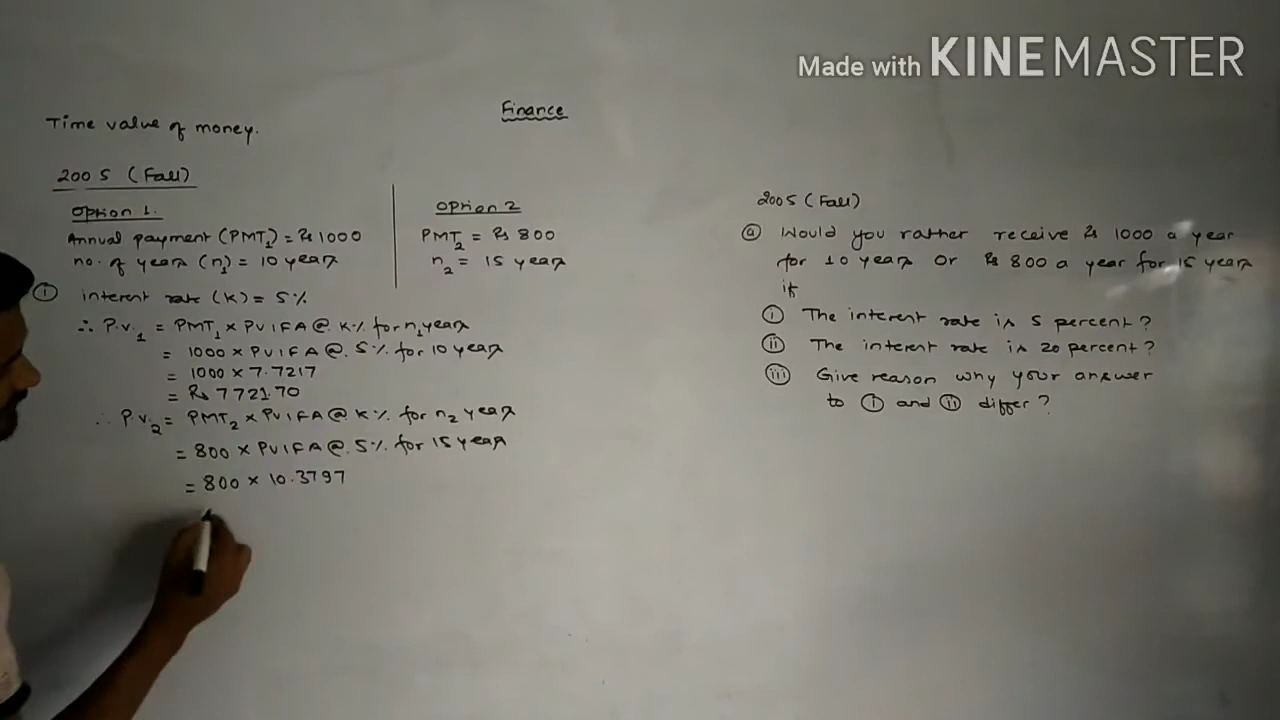 Made with KINEMASTER
Finance
Time value of money.
2005 (Fall)
Option 1.
Annual payment (PMT1) = Rs 1000
no. of years (n1) = 10 years
Option 2
PMT2 = Rs 800
n2 = 15 years
(i) interest rate (K) = 5%
∴ P.V.1 = PMT1 × PVIFA @ K% for n1 years
= 1000 × PVIFA @ 5% for 10 years
= 1000 × 7.7217
= Rs 7721.70
∴ P.V.2 = PMT2 × PVIFA @ K% for n2 years
= 800 × PVIFA @ 5% for 15 years
= 800 × 10.3797
2005 (Fall)
(a) Would you rather receive Rs 1000 a year
for 10 years or Rs 800 a year for 15 years
if
(i) The interest rate is 5 percent?
(ii) The interest rate is 20 percent?
(iii) Give reason why your answer
to (i) and (ii) differ?